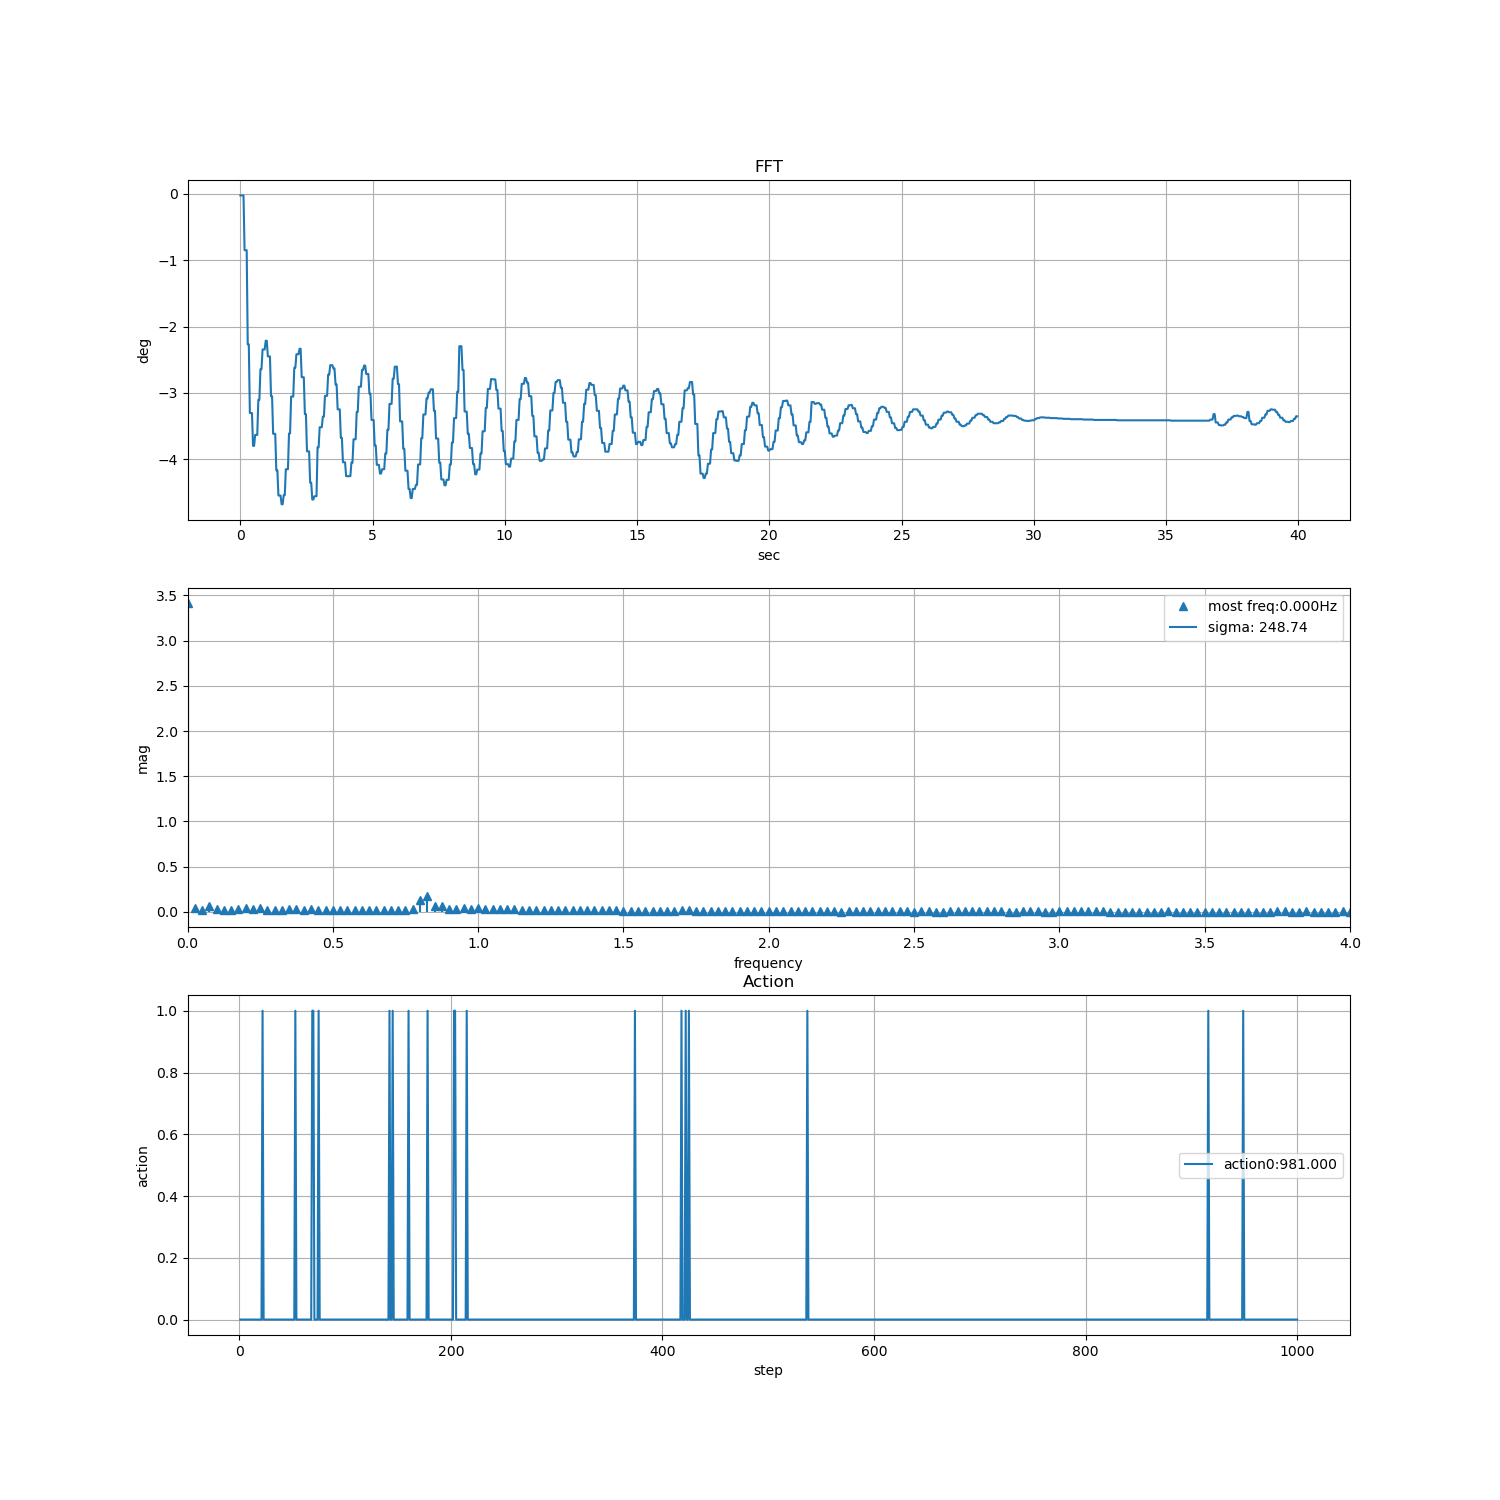 FFT
0
−1
−2
−3
−4
deg
0 5 10 15 20 25 30 35 40
sec
3.5
3.0
2.5
2.0
1.5
1.0
0.5
0.0
mag
most freq:0.000Hz
sigma: 248.74
0.0 0.5 1.0 1.5 2.0 2.5 3.0 3.5 4.0
frequency
Action
1.0
0.8
0.6
0.4
0.2
0.0
action
action0:981.000
0 200 400 600 800 1000
step